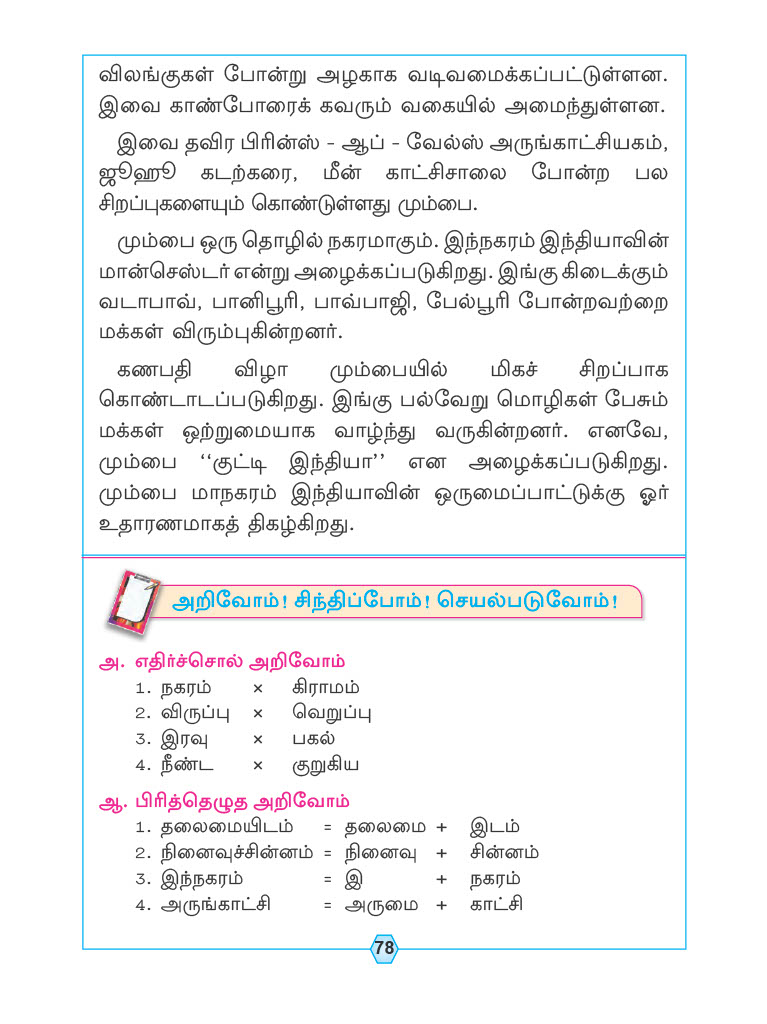 விலங்குகள் போன்று அழகாக வடிவமைக்கப்பட்டுள்ளன.
இவை காண்போரைக் கவரும் வகையில் அமைந்துள்ளன.
இவை தவிர பிரின்ஸ் - ஆப் - வேல்ஸ் அருங்காட்சியகம்,
ஜூஹூ கடற்கரை, மீன் காட்சிசாலை போன்ற பல
சிறப்புகளையும் கொண்டுள்ளது மும்பை.
மும்பை ஒரு தொழில் நகரமாகும். இந்நகரம் இந்தியாவின்
மான்செஸ்டர் என்று அழைக்கப்படுகிறது. இங்கு கிடைக்கும்
வடாபாவ், பானிபூரி, பாவ்பாஜி, பேல்பூரி போன்றவற்றை
மக்கள் விரும்புகின்றனர்.
கணபதி விழா மும்பையில் மிகச் சிறப்பாக
கொண்டாடப்படுகிறது. இங்கு பல்வேறு மொழிகள் பேசும்
மக்கள் ஒற்றுமையாக வாழ்ந்து வருகின்றனர். எனவே,
மும்பை ‘‘குட்டி இந்தியா’’ என அழைக்கப்படுகிறது.
மும்பை மாநகரம் இந்தியாவின் ஒருமைப்பாட்டுக்கு ஓர்
உதாரணமாகத் திகழ்கிறது.
அறிவோம்! சிந்திப்போம்! செயல்படுவோம்!
அ. எதிர்ச்சொல் அறிவோம்
1. நகரம் × கிராமம்
2. விருப்பு × வெறுப்பு
3. இரவு × பகல்
4. நீண்ட × குறுகிய
ஆ. பிரித்தெழுத அறிவோம்
1. தலைமையிடம் = தலைமை + இடம்
2. நினைவுச்சின்னம் = நினைவு + சின்னம்
3. இந்நகரம் = இ + நகரம்
4. அருங்காட்சி = அருமை + காட்சி
78